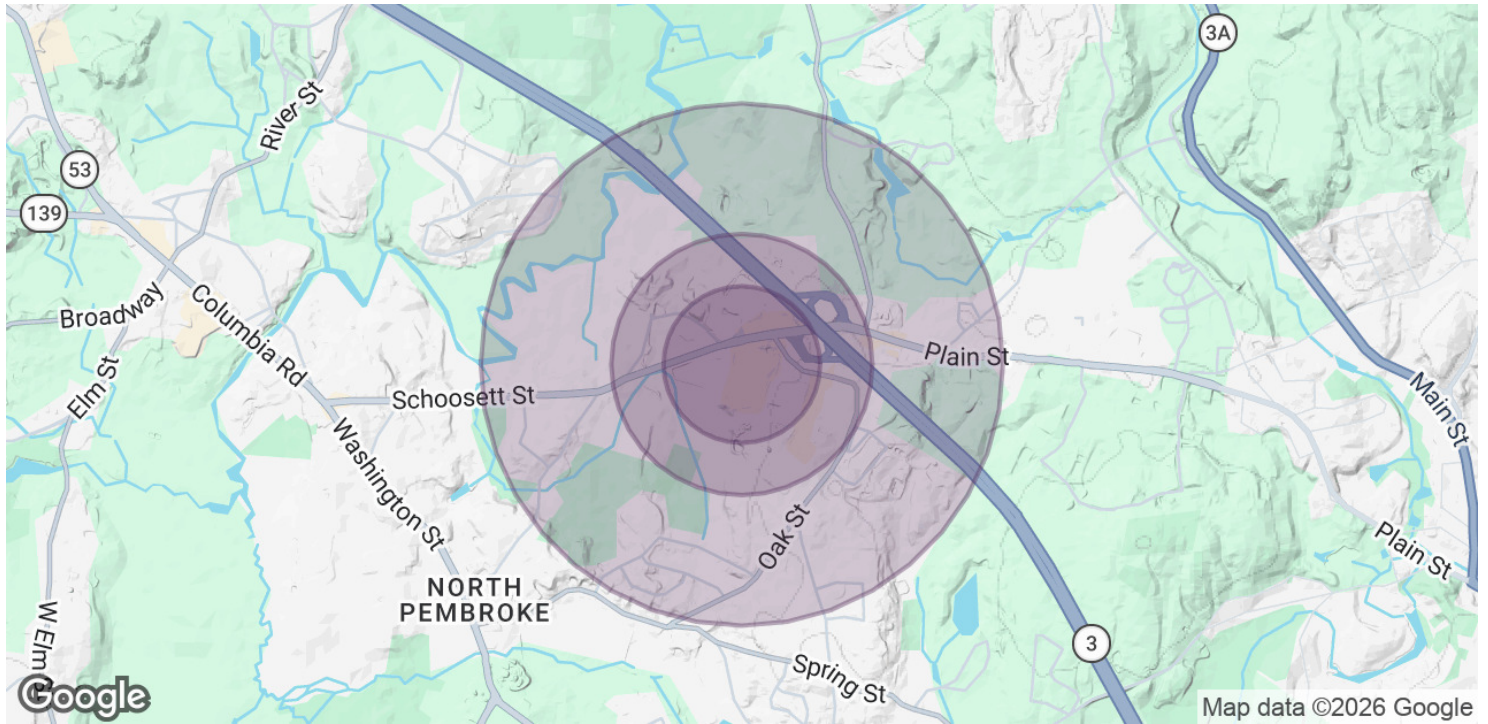 3A
River St
53
139
Broadway
Columbia Rd
Plain St
Elm St
Schoosett St
Main St
Washington St
Oak St
Plain St
NORTH
PEMBROKE
W Elm S
3
Spring St
Google
Map data ©2026 Google